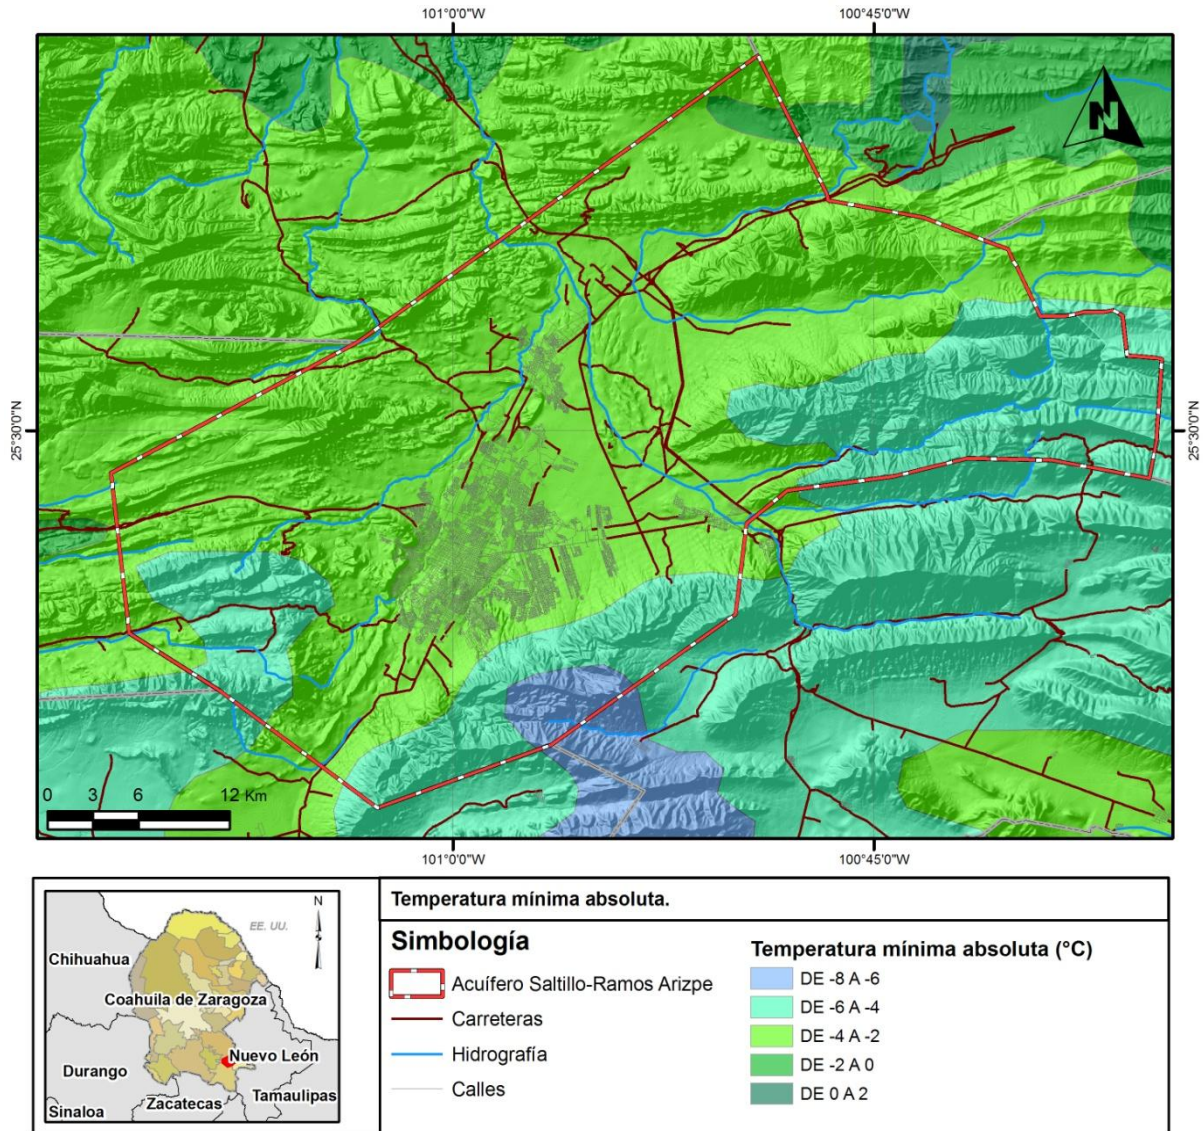 101°0'0"W
100°45'0"W
N
25°30'0"N
25°30'0"N
0 3 6 12 Km
101°0'0"W
100°45'0"W
N
EE. UU.
Chihuahua
Coahuila de Zaragoza
Nuevo León
Durango
Tamaulipas
Zacatecas
Sinaloa
Temperatura mínima absoluta.
Simbología
Acuífero Saltillo-Ramos Arizpe
Carreteras
Hidrografía
Calles
Temperatura mínima absoluta (°C)
DE -8 A -6
DE -6 A -4
DE -4 A -2
DE -2 A 0
DE 0 A 2